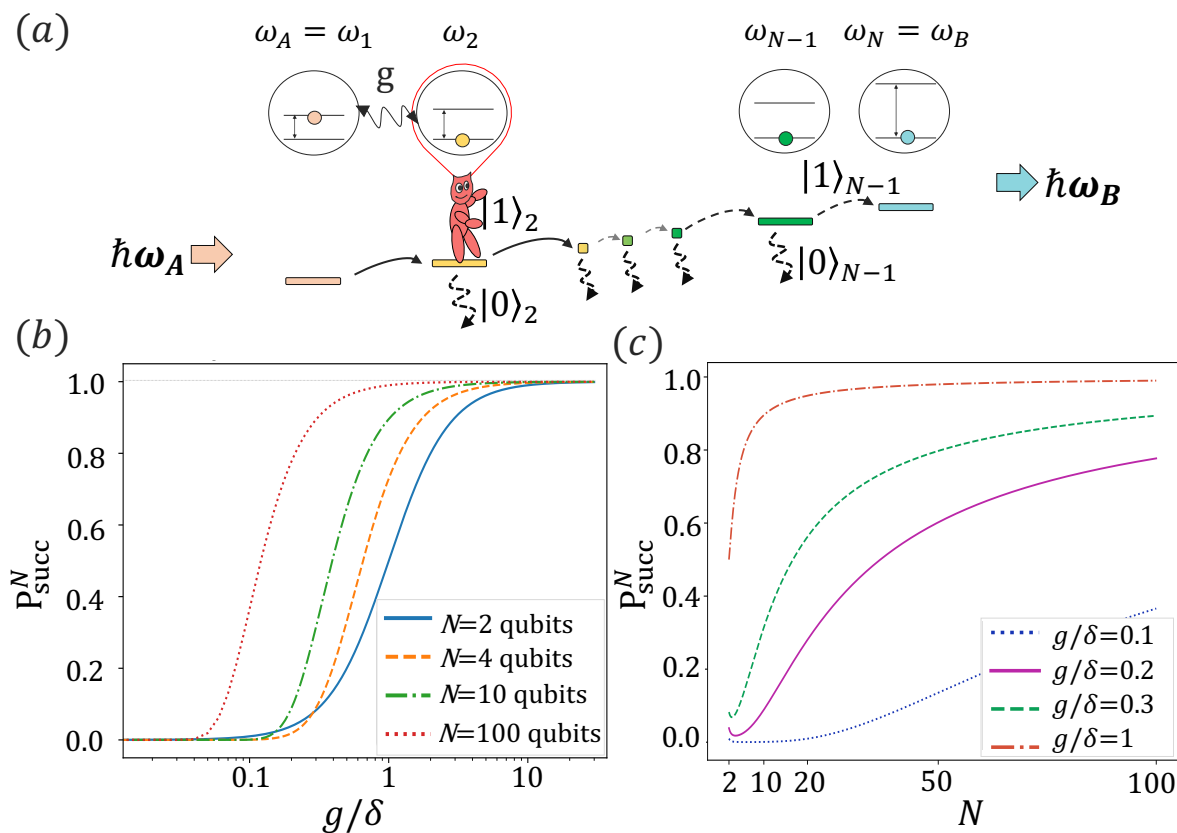 (a)
ω_A = ω_1 ω_2 ω_{N−1} ω_N = ω_B
g
|1⟩_2 |1⟩_{N−1}
ħω_A ħω_B
|0⟩_2 |0⟩_{N−1}
(b)
P^N_succ
1.0
0.8
0.6
0.4
0.2
0.0
N=2 qubits
N=4 qubits
N=10 qubits
N=100 qubits
0.1 1 10
g/δ
(c)
P^N_succ
1.0
0.8
0.6
0.4
0.2
0.0
g/δ=0.1
g/δ=0.2
g/δ=0.3
g/δ=1
2 10 20 50 100
N